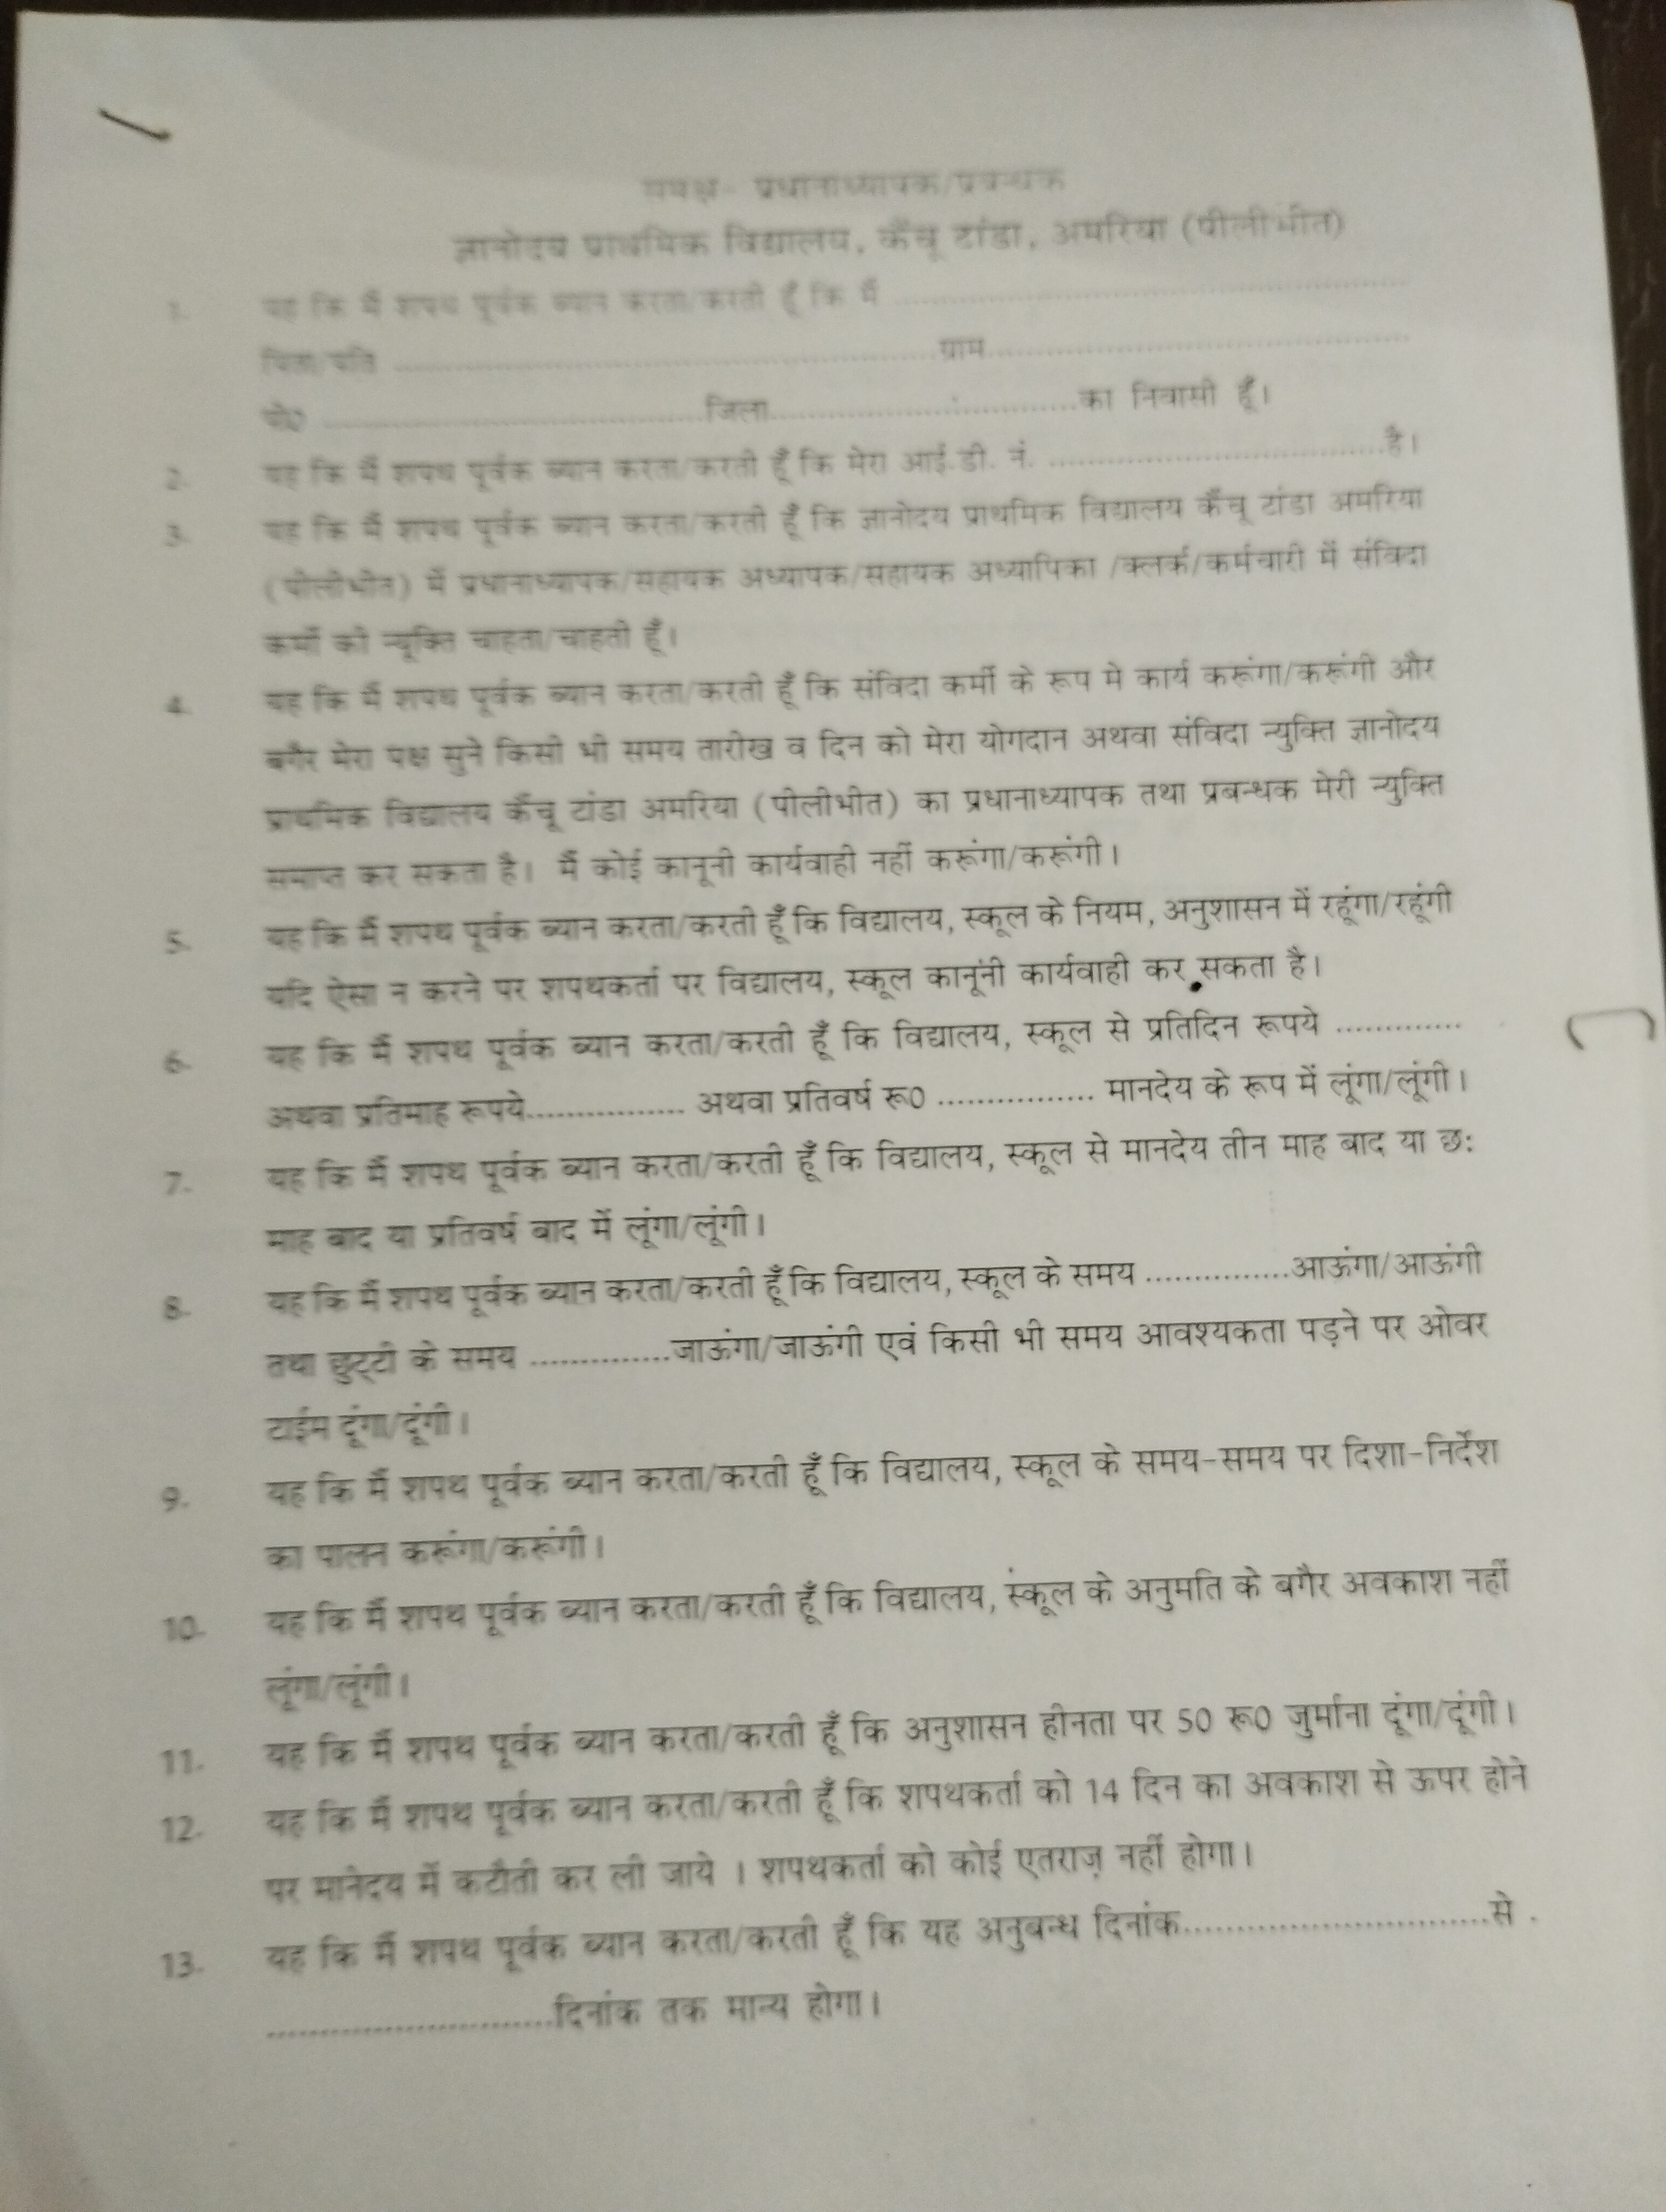 समक्ष- प्रधानाध्यापक/प्रबन्धक
ज्ञानोदय प्राथमिक विद्यालय, कैंचू टांडा, अमरिया (पीलीभीत)
1. यह कि मैं शपथ पूर्वक ब्यान करता/करती हूँ कि मैं ..............................
पिता/पति ..............................ग्राम..............................
पो0 ..............................जिला..............................का निवासी हूँ।
2. यह कि मैं शपथ पूर्वक ब्यान करता/करती हूँ कि मेरा आई.डी. नं. ..............................है।
3. यह कि मैं शपथ पूर्वक ब्यान करता/करती हूँ कि ज्ञानोदय प्राथमिक विद्यालय कैंचू टांडा अमरिया
(पीलीभीत) में प्रधानाध्यापक/सहायक अध्यापक/सहायक अध्यापिका /क्लर्क/कर्मचारी में संविदा
कर्मी की न्यूक्ति चाहता/चाहती हूँ।
4. यह कि मैं शपथ पूर्वक ब्यान करता/करती हूँ कि संविदा कर्मी के रूप मे कार्य करूंगा/करूंगी और
बगैर मेरा पक्ष सुने किसी भी समय तारीख व दिन को मेरा योगदान अथवा संविदा न्युक्ति ज्ञानोदय
प्राथमिक विद्यालय कैंचू टांडा अमरिया (पीलीभीत) का प्रधानाध्यापक तथा प्रबन्धक मेरी न्युक्ति
समाप्त कर सकता है। मैं कोई कानूनी कार्यवाही नहीं करूंगा/करूंगी।
5. यह कि मैं शपथ पूर्वक ब्यान करता/करती हूँ कि विद्यालय, स्कूल के नियम, अनुशासन में रहूंगा/रहूंगी
यदि ऐसा न करने पर शपथकर्ता पर विद्यालय, स्कूल कानूंनी कार्यवाही कर सकता है।
6. यह कि मैं शपथ पूर्वक ब्यान करता/करती हूँ कि विद्यालय, स्कूल से प्रतिदिन रूपये .............
अथवा प्रतिमाह रूपये................ अथवा प्रतिवर्ष रू0 ................ मानदेय के रूप में लूंगा/लूंगी।
7. यह कि मैं शपथ पूर्वक ब्यान करता/करती हूँ कि विद्यालय, स्कूल से मानदेय तीन माह बाद या छः
माह बाद या प्रतिवर्ष बाद में लूंगा/लूंगी।
8. यह कि मैं शपथ पूर्वक ब्यान करता/करती हूँ कि विद्यालय, स्कूल के समय ...............आऊंगा/आऊंगी
तथा छुट्टी के समय ..............जाऊंगा/जाऊंगी एवं किसी भी समय आवश्यकता पड़ने पर ओवर
टाईम दूंगा/दूंगी।
9. यह कि मैं शपथ पूर्वक ब्यान करता/करती हूँ कि विद्यालय, स्कूल के समय-समय पर दिशा-निर्देश
का पालन करूंगा/करूंगी।
10. यह कि मैं शपथ पूर्वक ब्यान करता/करती हूँ कि विद्यालय, स्कूल के अनुमति के बगैर अवकाश नहीं
लूंगा/लूंगी।
11. यह कि मैं शपथ पूर्वक ब्यान करता/करती हूँ कि अनुशासन हीनता पर 50 रू0 जुर्माना दूंगा/दूंगी।
12. यह कि मैं शपथ पूर्वक ब्यान करता/करती हूँ कि शपथकर्ता को 14 दिन का अवकाश से ऊपर होने
पर मानेदय में कटौती कर ली जाये । शपथकर्ता को कोई एतराज़ नहीं होगा।
13. यह कि मैं शपथ पूर्वक ब्यान करता/करती हूँ कि यह अनुबन्ध दिनांक..............................से .
............................दिनांक तक मान्य होगा।